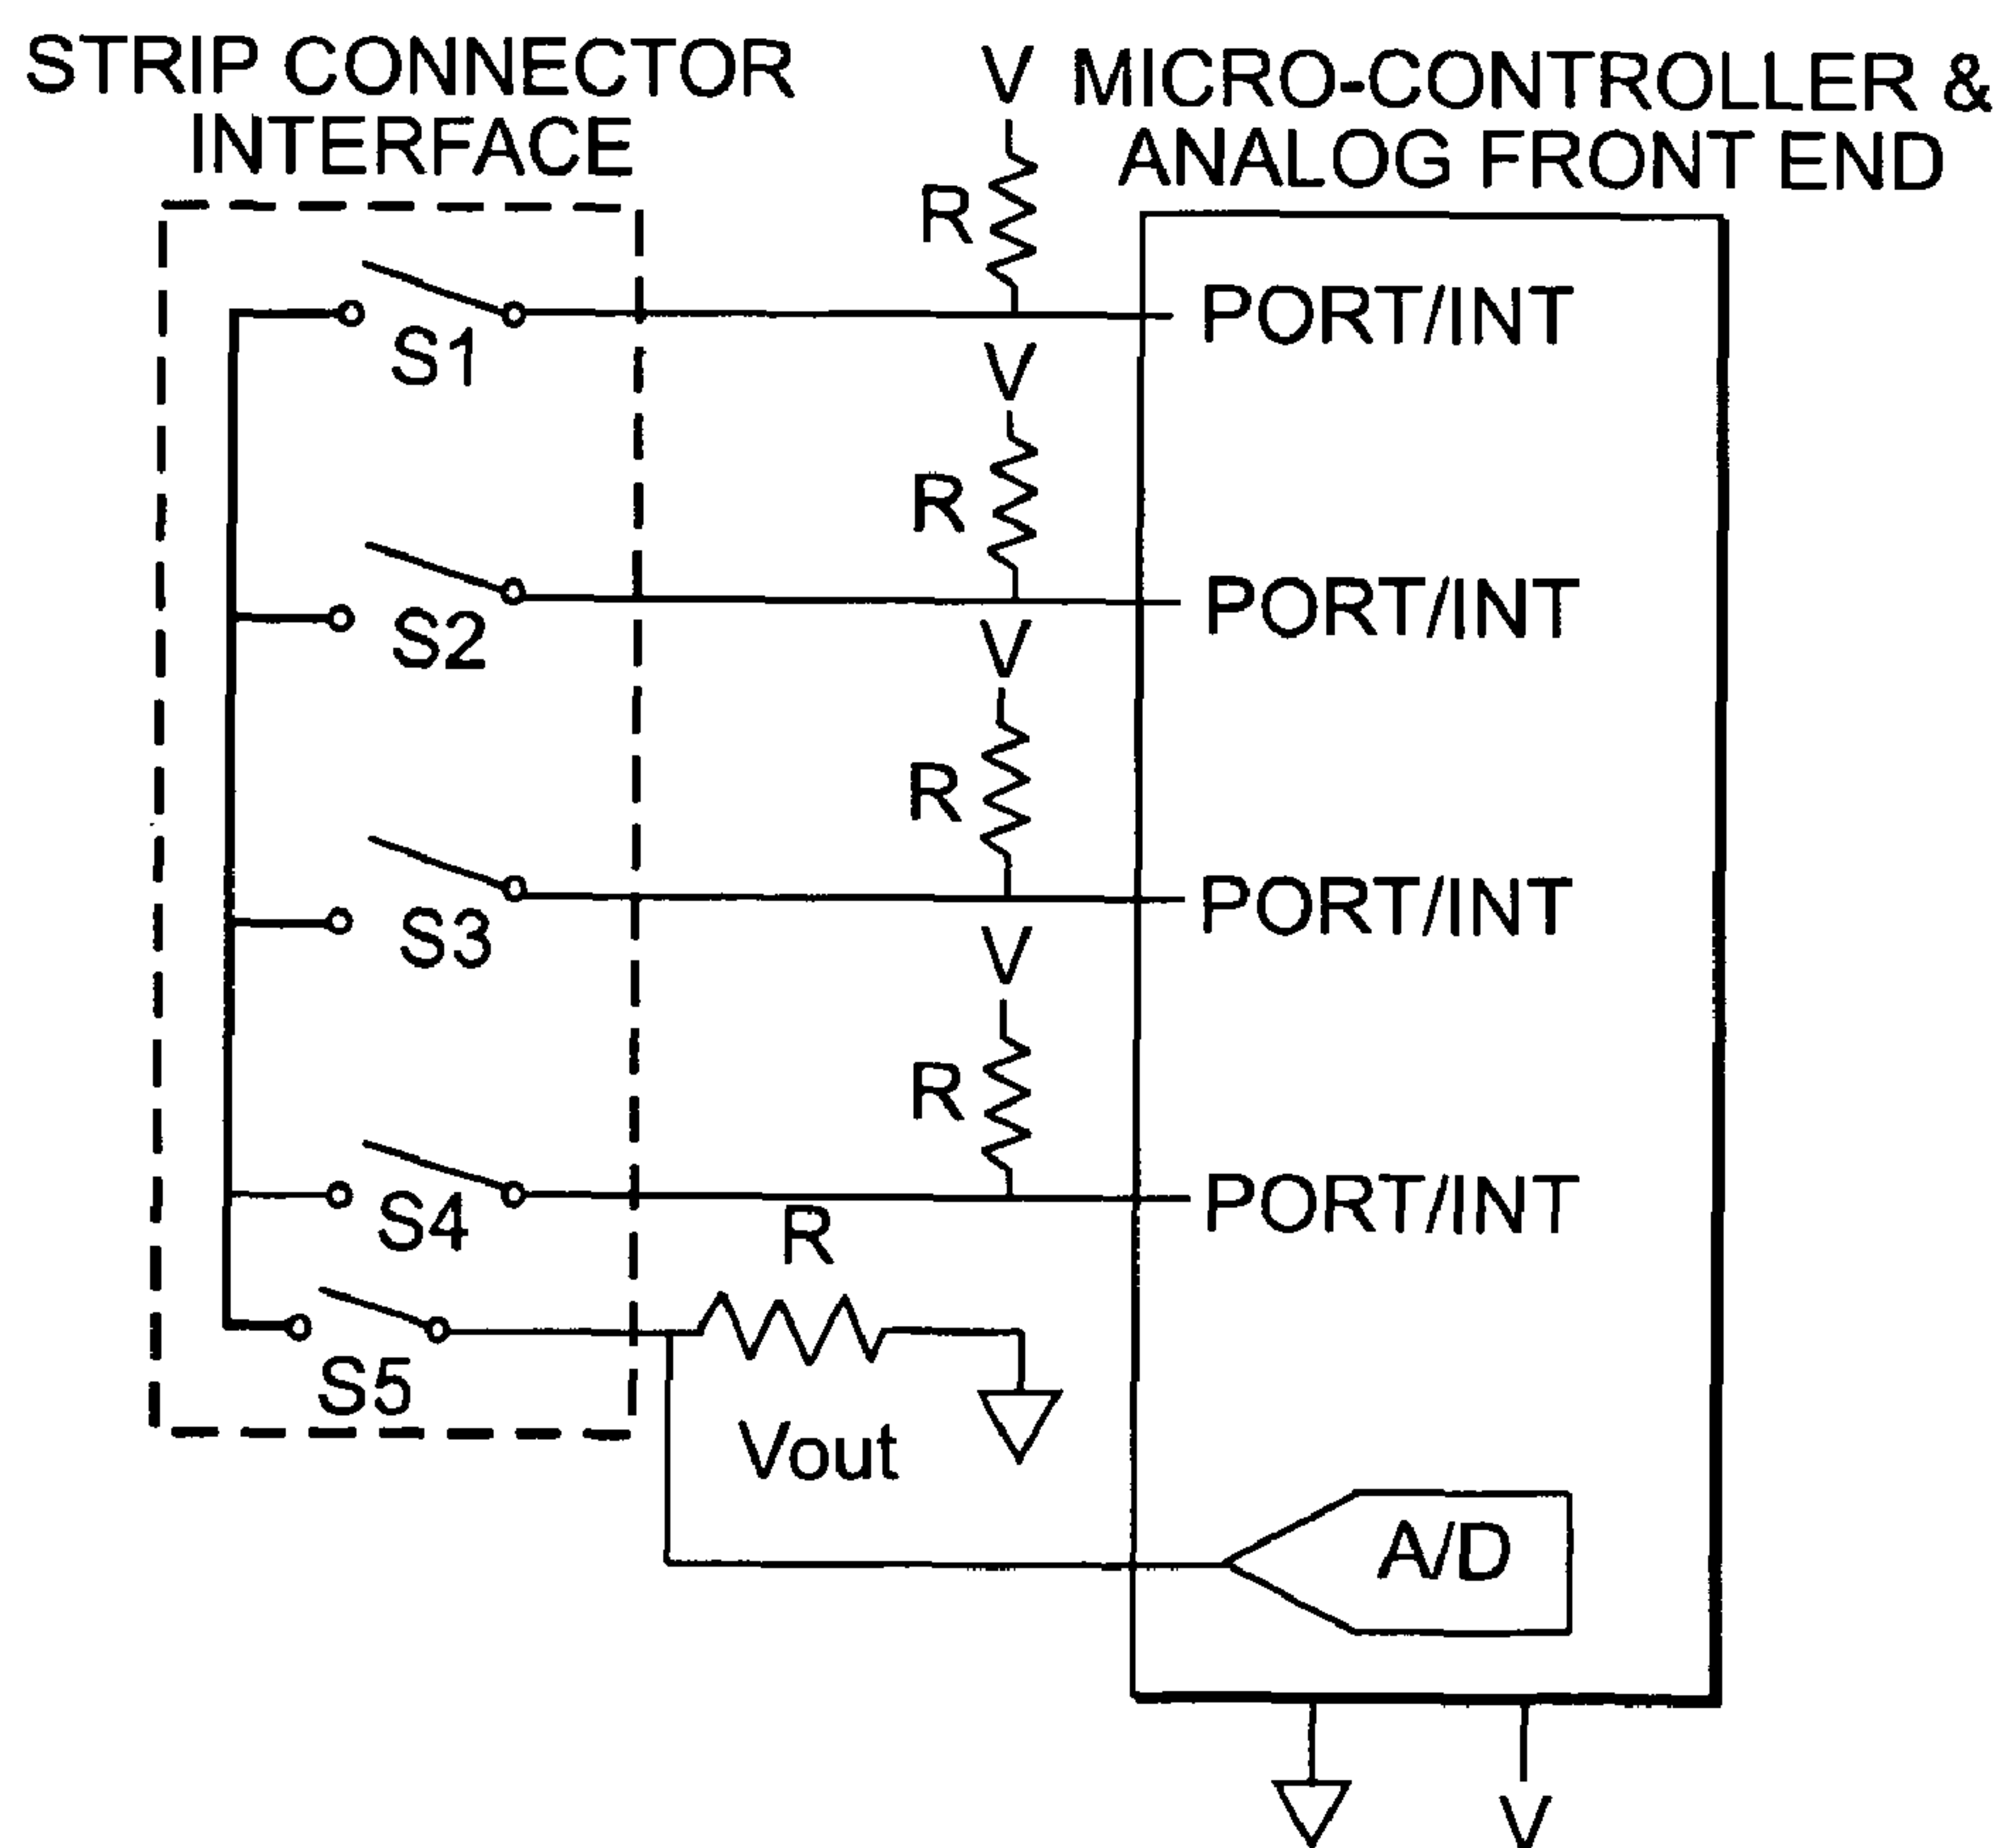 STRIP CONNECTOR
INTERFACE
V
MICRO-CONTROLLER &
ANALOG FRONT END
R
S1
PORT/INT
V
R
S2
PORT/INT
V
R
S3
PORT/INT
V
R
S4
PORT/INT
R
S5
Vout
A/D
V